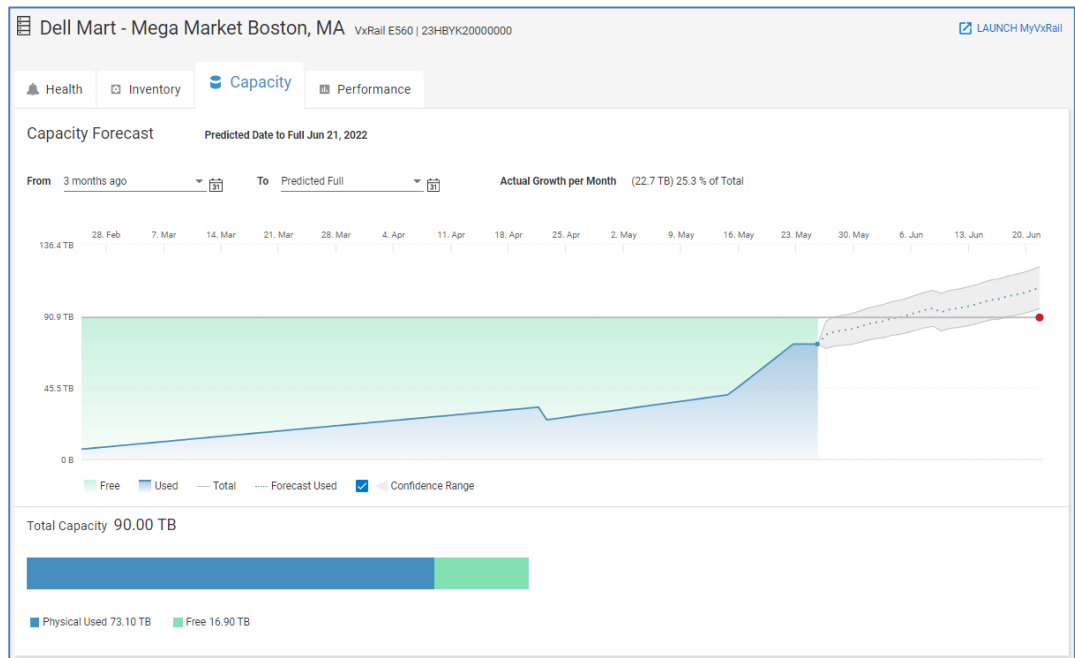 Dell Mart - Mega Market Boston, MA VxRail E560 | 23HBYK20000000
LAUNCH MyVxRail
Health Inventory Capacity Performance
Capacity Forecast Predicted Date to Full Jun 21, 2022
From 3 months ago 31 To Predicted Full 31 Actual Growth per Month (22.7 TB) 25.3 % of Total
28. Feb 7. Mar 14. Mar 21. Mar 28. Mar 4. Apr 11. Apr 18. Apr 25. Apr 2. May 9. May 16. May 23. May 30. May 6. Jun 13. Jun 20. Jun
136.4 TB
90.9 TB
45.5 TB
0 B
Free Used Total Forecast Used Confidence Range
Total Capacity 90.00 TB
Physical Used 73.10 TB Free 16.90 TB